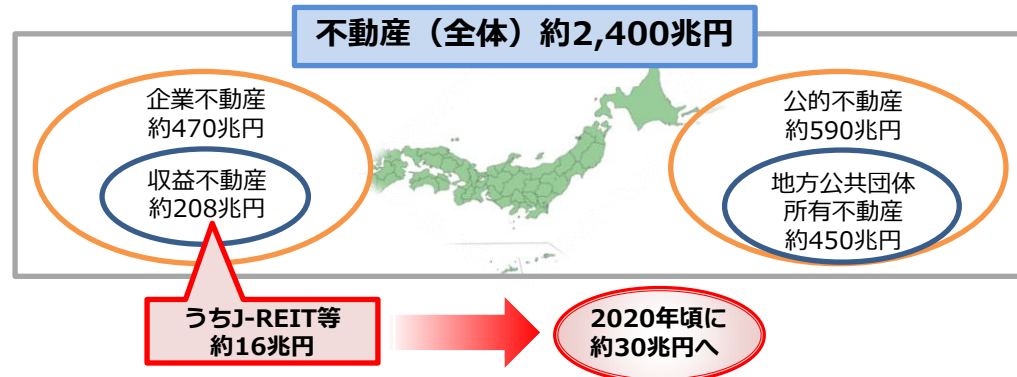 不動産（全体）約2,400兆円
企業不動産
約470兆円
収益不動産
約208兆円
公的不動産
約590兆円
地方公共団体
所有不動産
約450兆円
うちJ-REIT等
約16兆円
2020年頃に
約30兆円へ